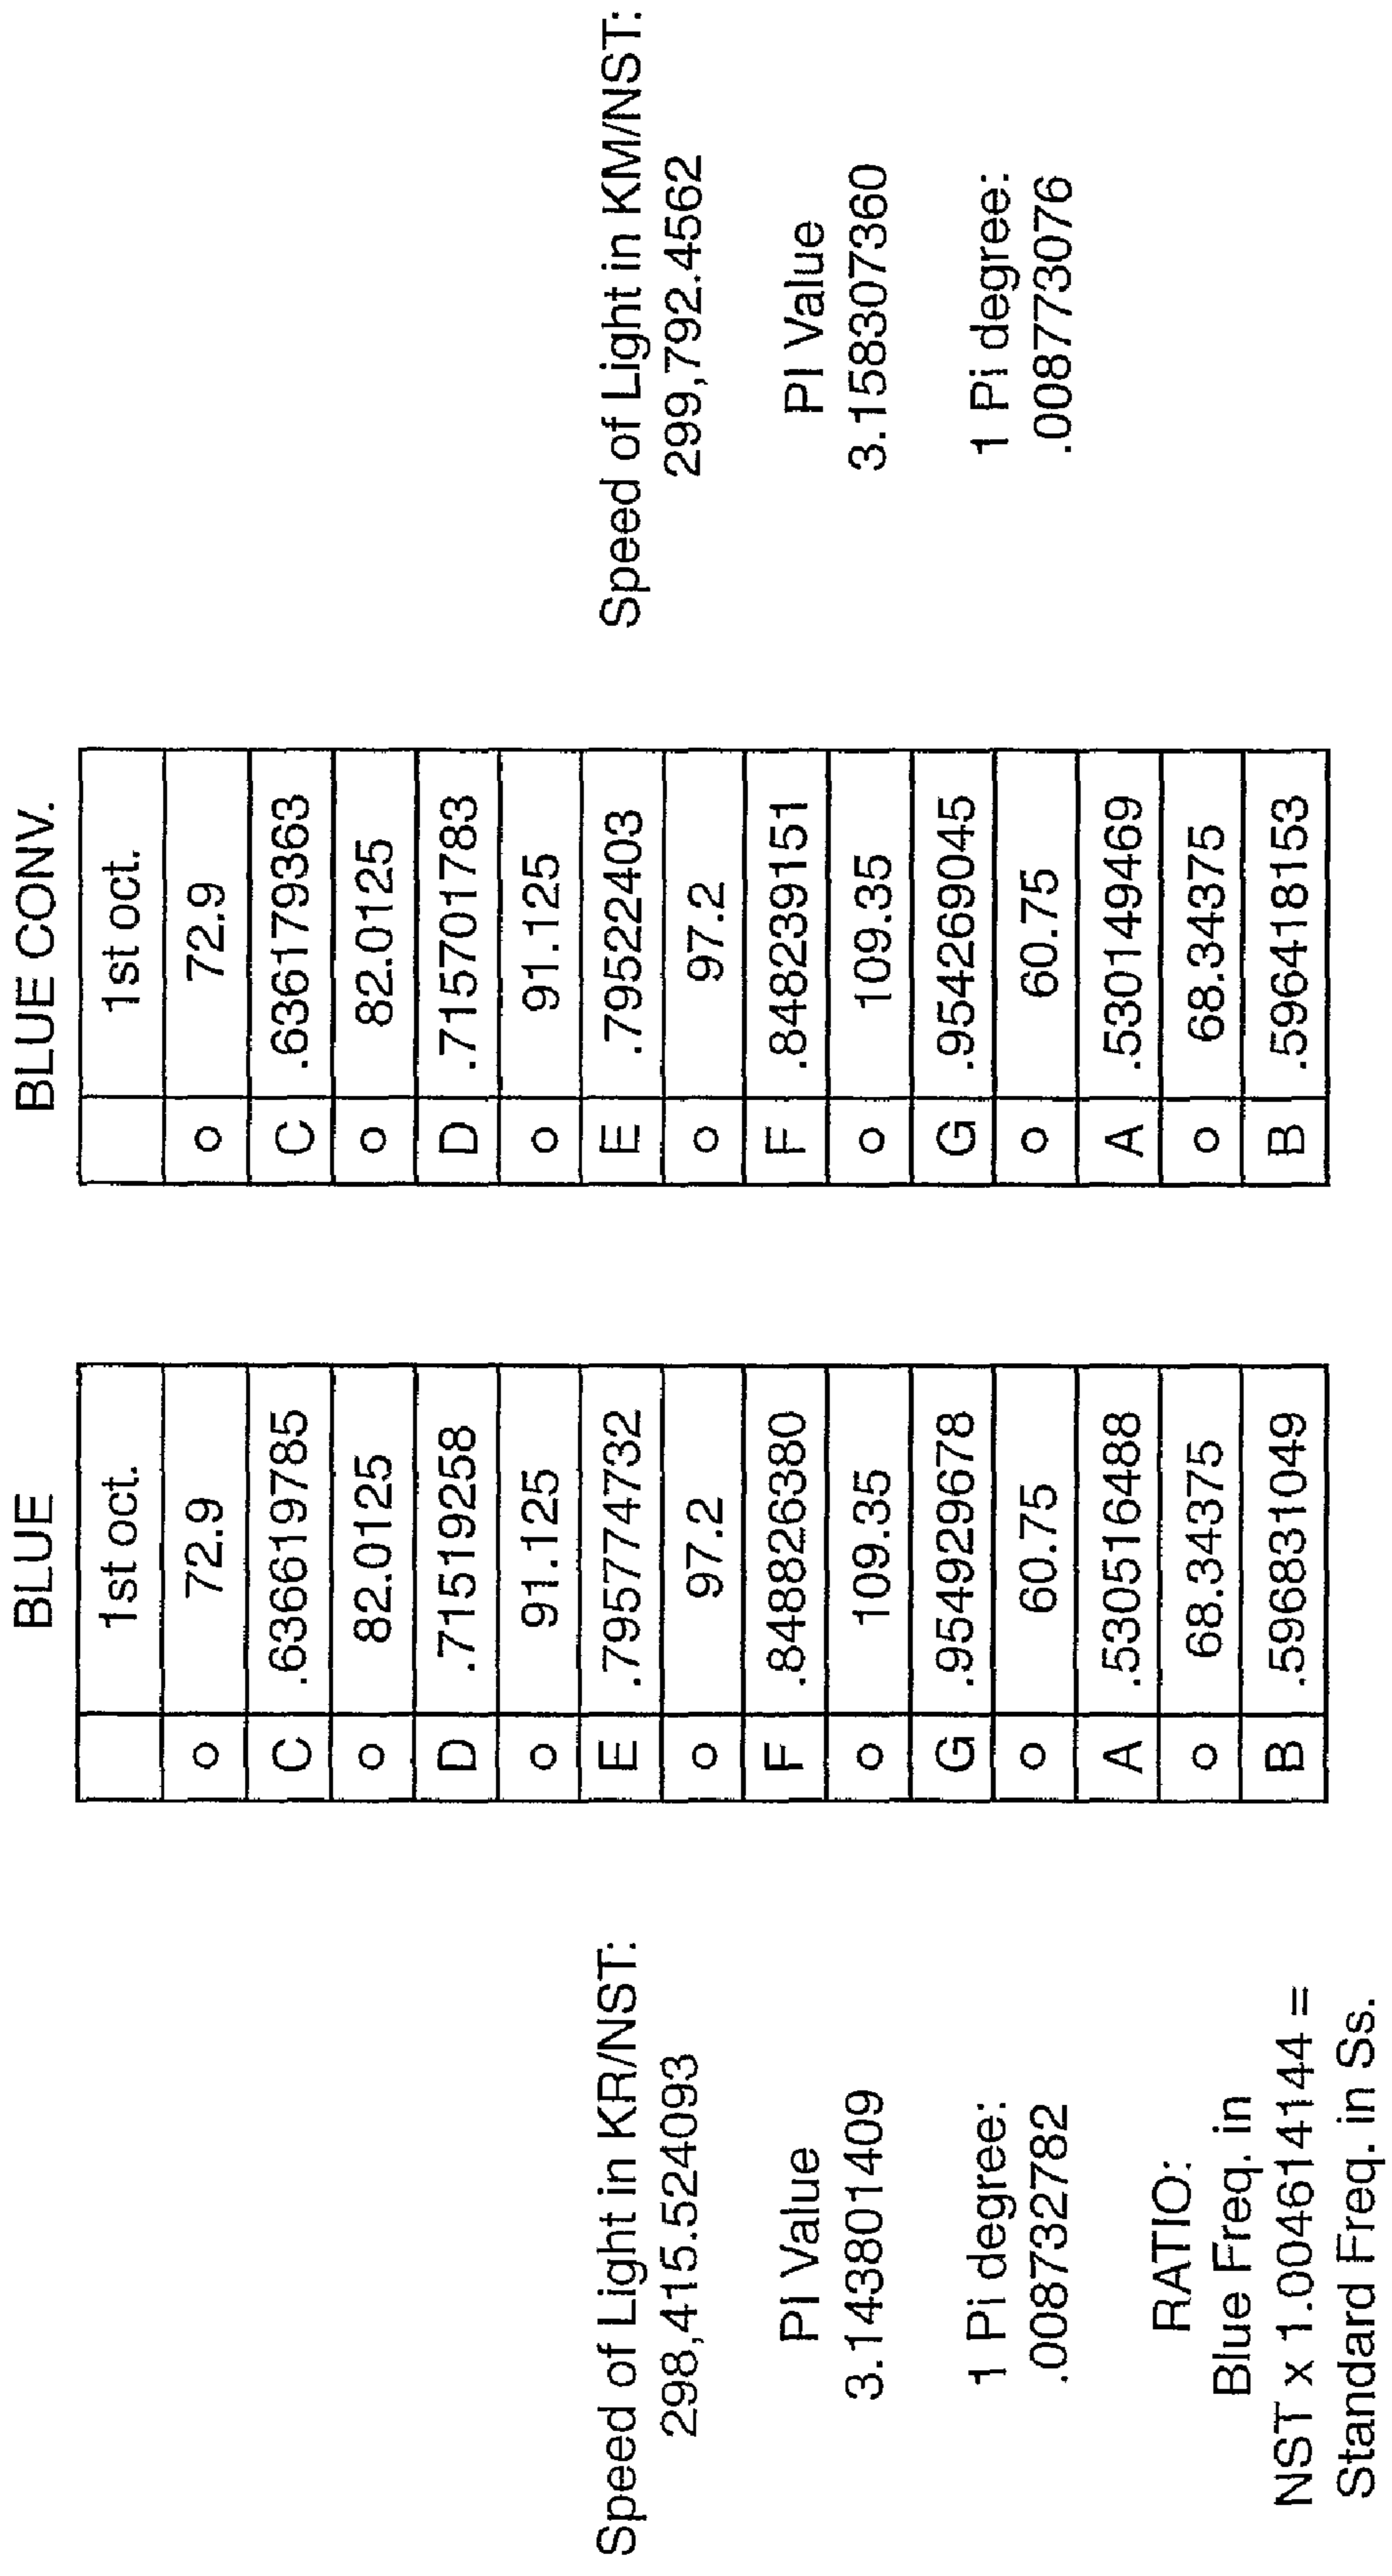 Speed of Light in KR/NST:
298,415.524093
PI Value
3.143801409
1 Pi degree:
.008732782
RATIO:
Blue Freq. in
NST x 1.004614144 =
Standard Freq. in Ss.
BLUE
1st oct.
o 72.9
C .636619785
o 82.0125
D .71519258
o 91.125
E .795774732
o 97.2
F .848826380
o 109.35
G .954929678
o 60.75
A .530516488
o 68.34375
B .596831049
BLUE CONV.
1st oct.
o 72.9
C .636179363
o 82.0125
D .715701783
o 91.125
E .79522403
o 97.2
F .848239151
o 109.35
G .954269045
o 60.75
A .530149469
o 68.34375
B .596418153
Speed of Light in KM/NST:
299,792.4562
PI Value
3.158307360
1 Pi degree:
.008773076